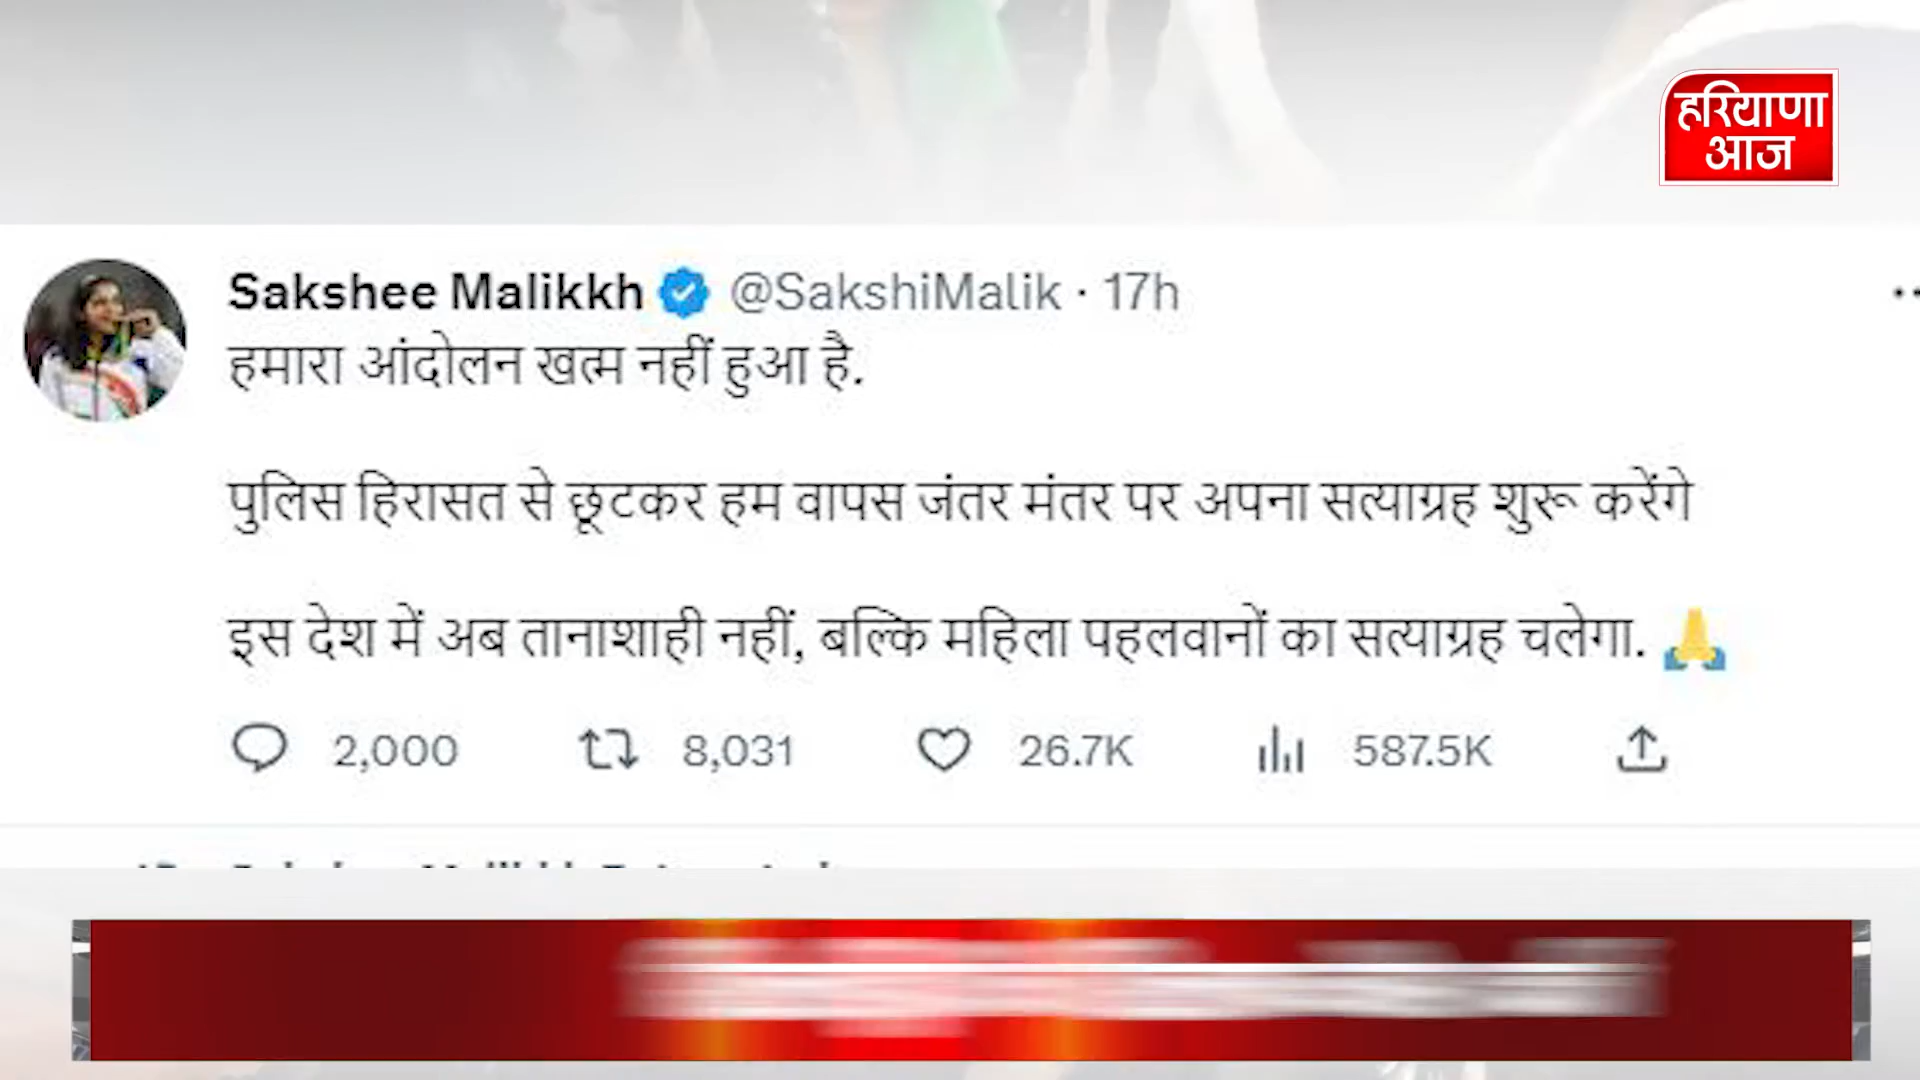 हरियाणा
आज
Sakshee Malikkh @SakshiMalik · 17h
हमारा आंदोलन खत्म नहीं हुआ है.
पुलिस हिरासत से छूटकर हम वापस जंतर मंतर पर अपना सत्याग्रह शुरू करेंगे
इस देश में अब तानाशाही नहीं, बल्कि महिला पहलवानों का सत्याग्रह चलेगा. 🙏
2,000 8,031 26.7K 587.5K